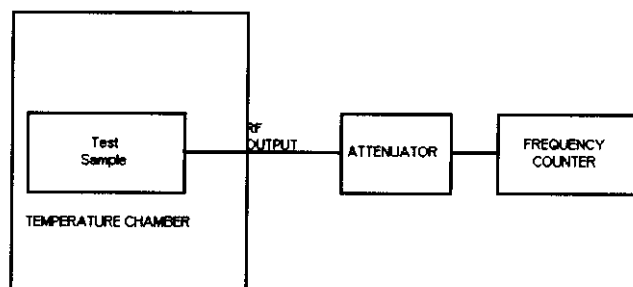 Test
Sample
RF
OUTPUT
ATTENUATOR
FREQUENCY
COUNTER
TEMPERATURE CHAMBER